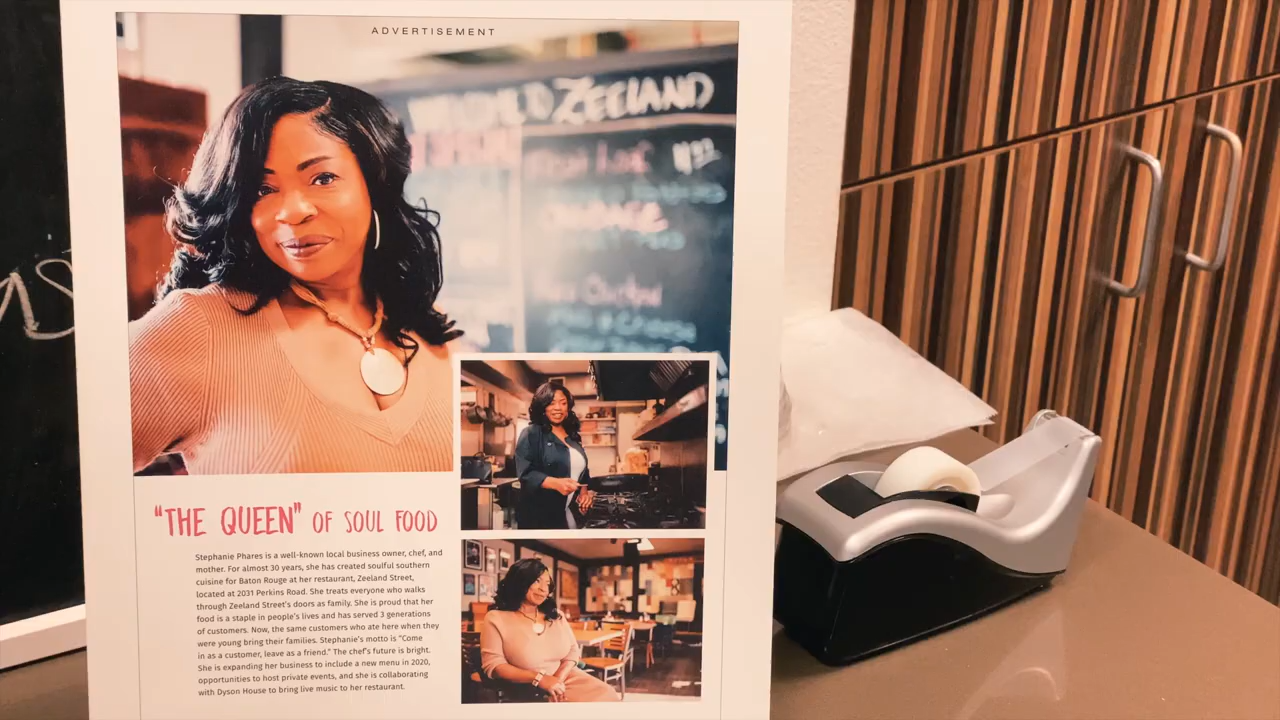 ADVERTISEMENT
WELCOME TO ZEELAND
"THE QUEEN" OF SOUL FOOD
Stephanie Phares is a well-known local business owner, chef, and
mother. For almost 30 years, she has created soulful southern
cuisine for Baton Rouge at her restaurant, Zeeland Street,
located at 2031 Perkins Road. She treats everyone who walks
through Zeeland Street's doors as family. She is proud that her
food is a staple in people's lives and has served 3 generations
of customers. Now, the same customers who ate here when they
were young bring their families. Stephanie's motto is "Come
in as a customer, leave as a friend." The chef's future is bright.
She is expanding her business to include a new menu in 2020,
opportunities to host private events, and she is collaborating
with Dyson House to bring live music to her restaurant.